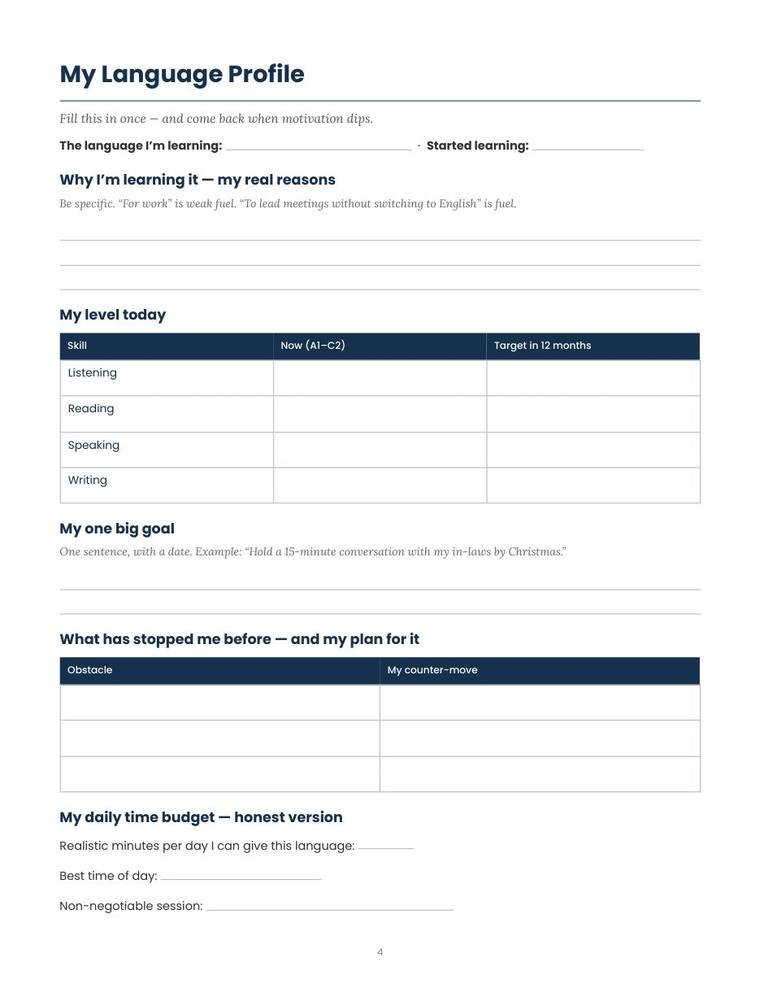 My Language Profile
Fill this in once — and come back when motivation dips.
The language I’m learning: · Started learning:
Why I’m learning it — my real reasons
Be specific. “For work” is weak fuel. “To lead meetings without switching to English” is fuel.
My level today
Skill Now (A1–C2) Target in 12 months
Listening
Reading
Speaking
Writing
My one big goal
One sentence, with a date. Example: “Hold a 15-minute conversation with my in-laws by Christmas.”
What has stopped me before — and my plan for it
Obstacle My counter-move
My daily time budget — honest version
Realistic minutes per day I can give this language:
Best time of day:
Non-negotiable session:
4